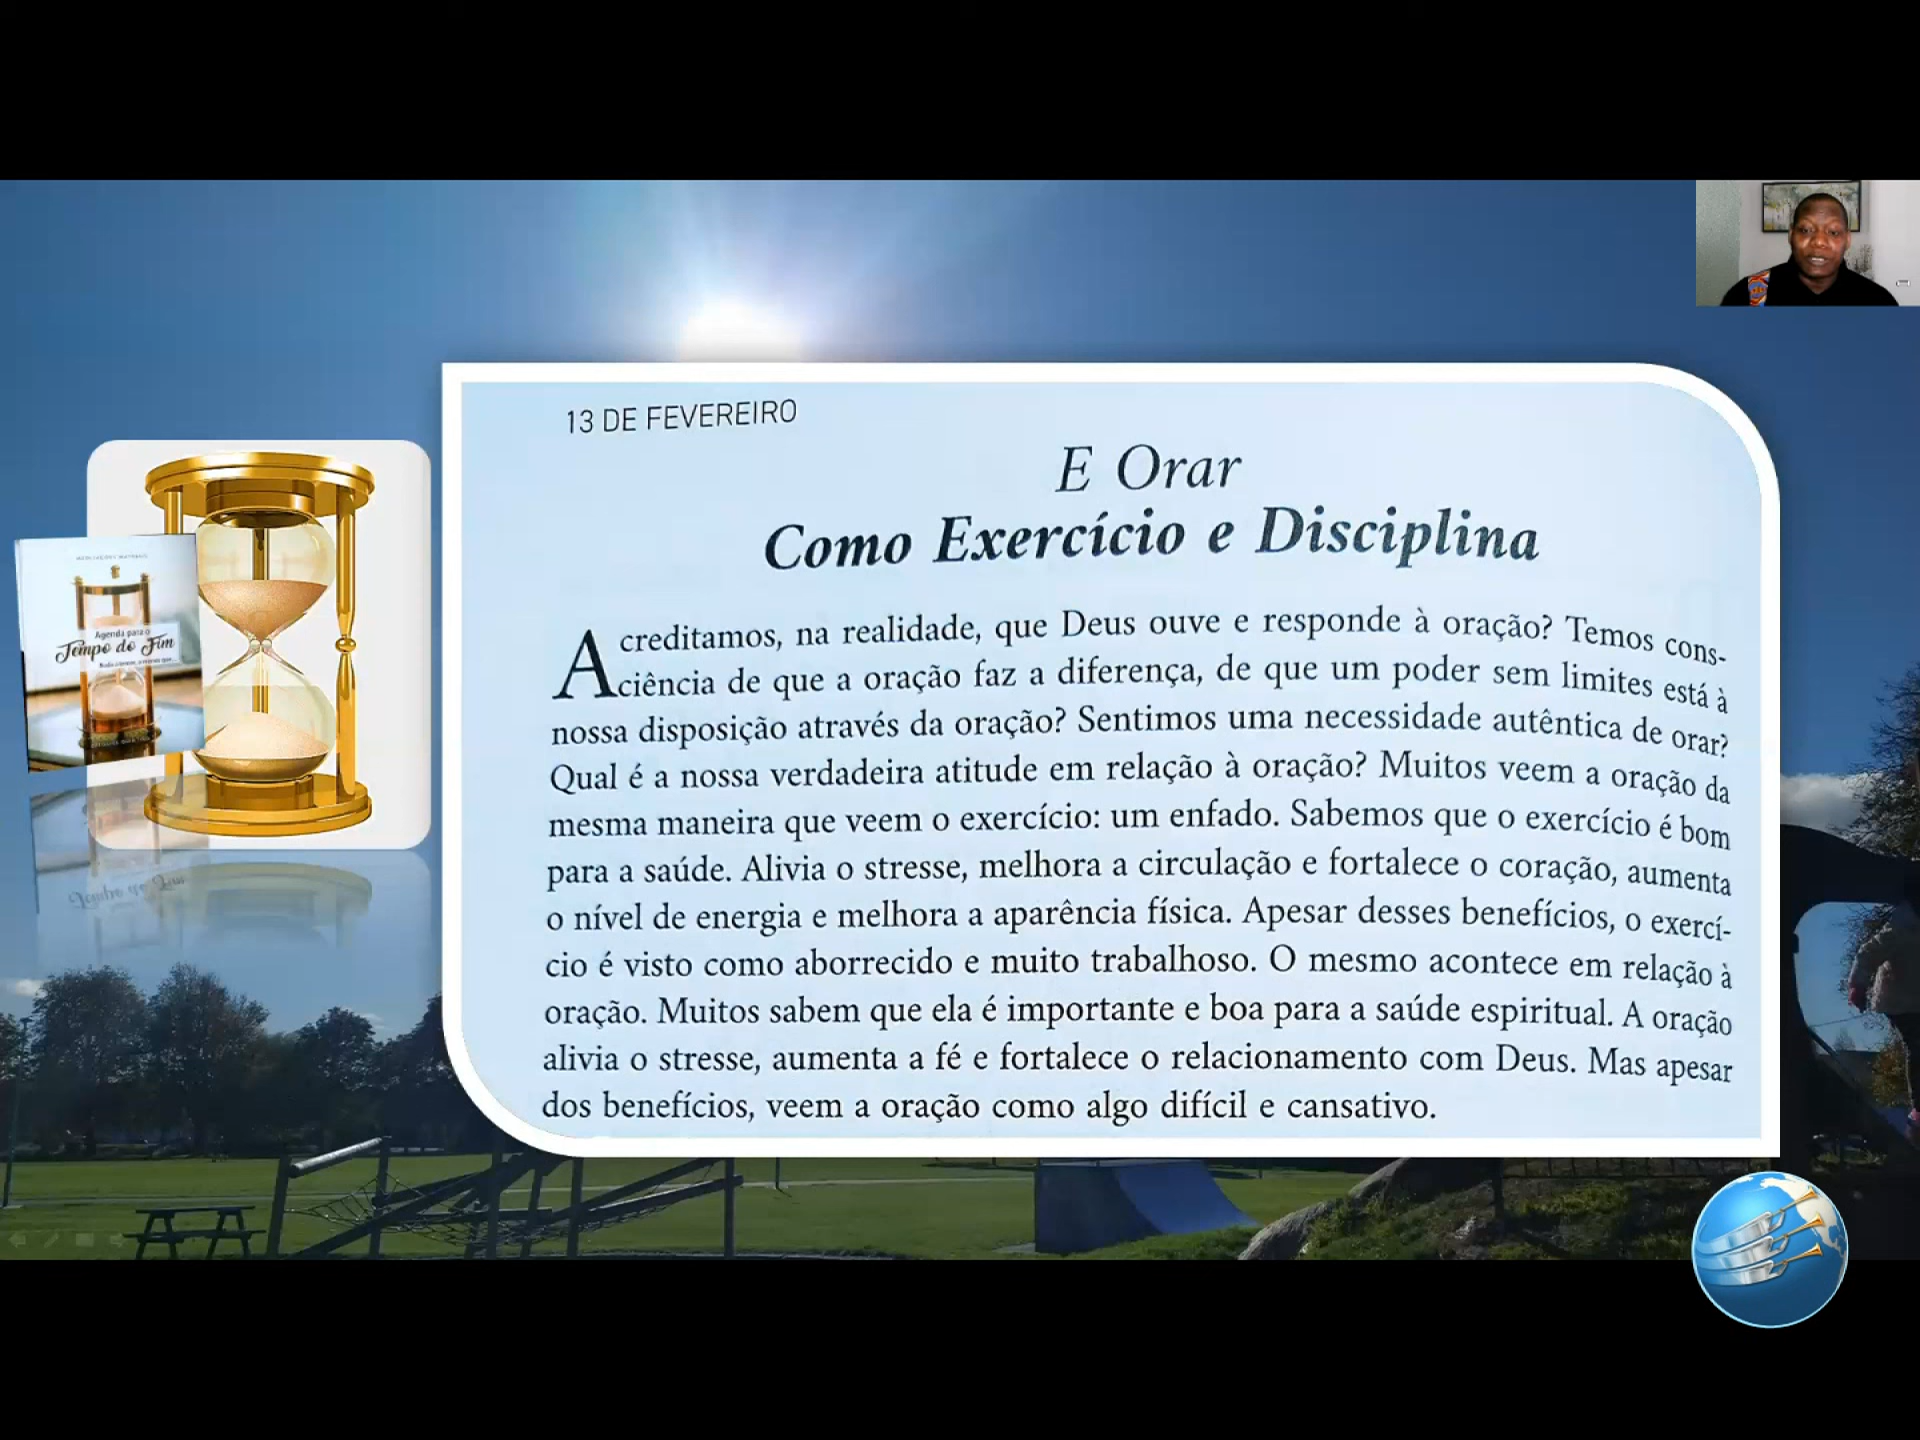 13 DE FEVEREIRO
E Orar
Como Exercício e Disciplina
Acreditamos, na realidade, que Deus ouve e responde à oração? Temos cons-
ciência de que a oração faz a diferença, de que um poder sem limites está à
nossa disposição através da oração? Sentimos uma necessidade autêntica de orar?
Qual é a nossa verdadeira atitude em relação à oração? Muitos veem a oração da
mesma maneira que veem o exercício: um enfado. Sabemos que o exercício é bom
para a saúde. Alivia o stresse, melhora a circulação e fortalece o coração, aumenta
o nível de energia e melhora a aparência física. Apesar desses benefícios, o exercí-
cio é visto como aborrecido e muito trabalhoso. O mesmo acontece em relação à
oração. Muitos sabem que ela é importante e boa para a saúde espiritual. A oração
alivia o stresse, aumenta a fé e fortalece o relacionamento com Deus. Mas apesar
dos benefícios, veem a oração como algo difícil e cansativo.
Agenda para o
Tempo do Fim